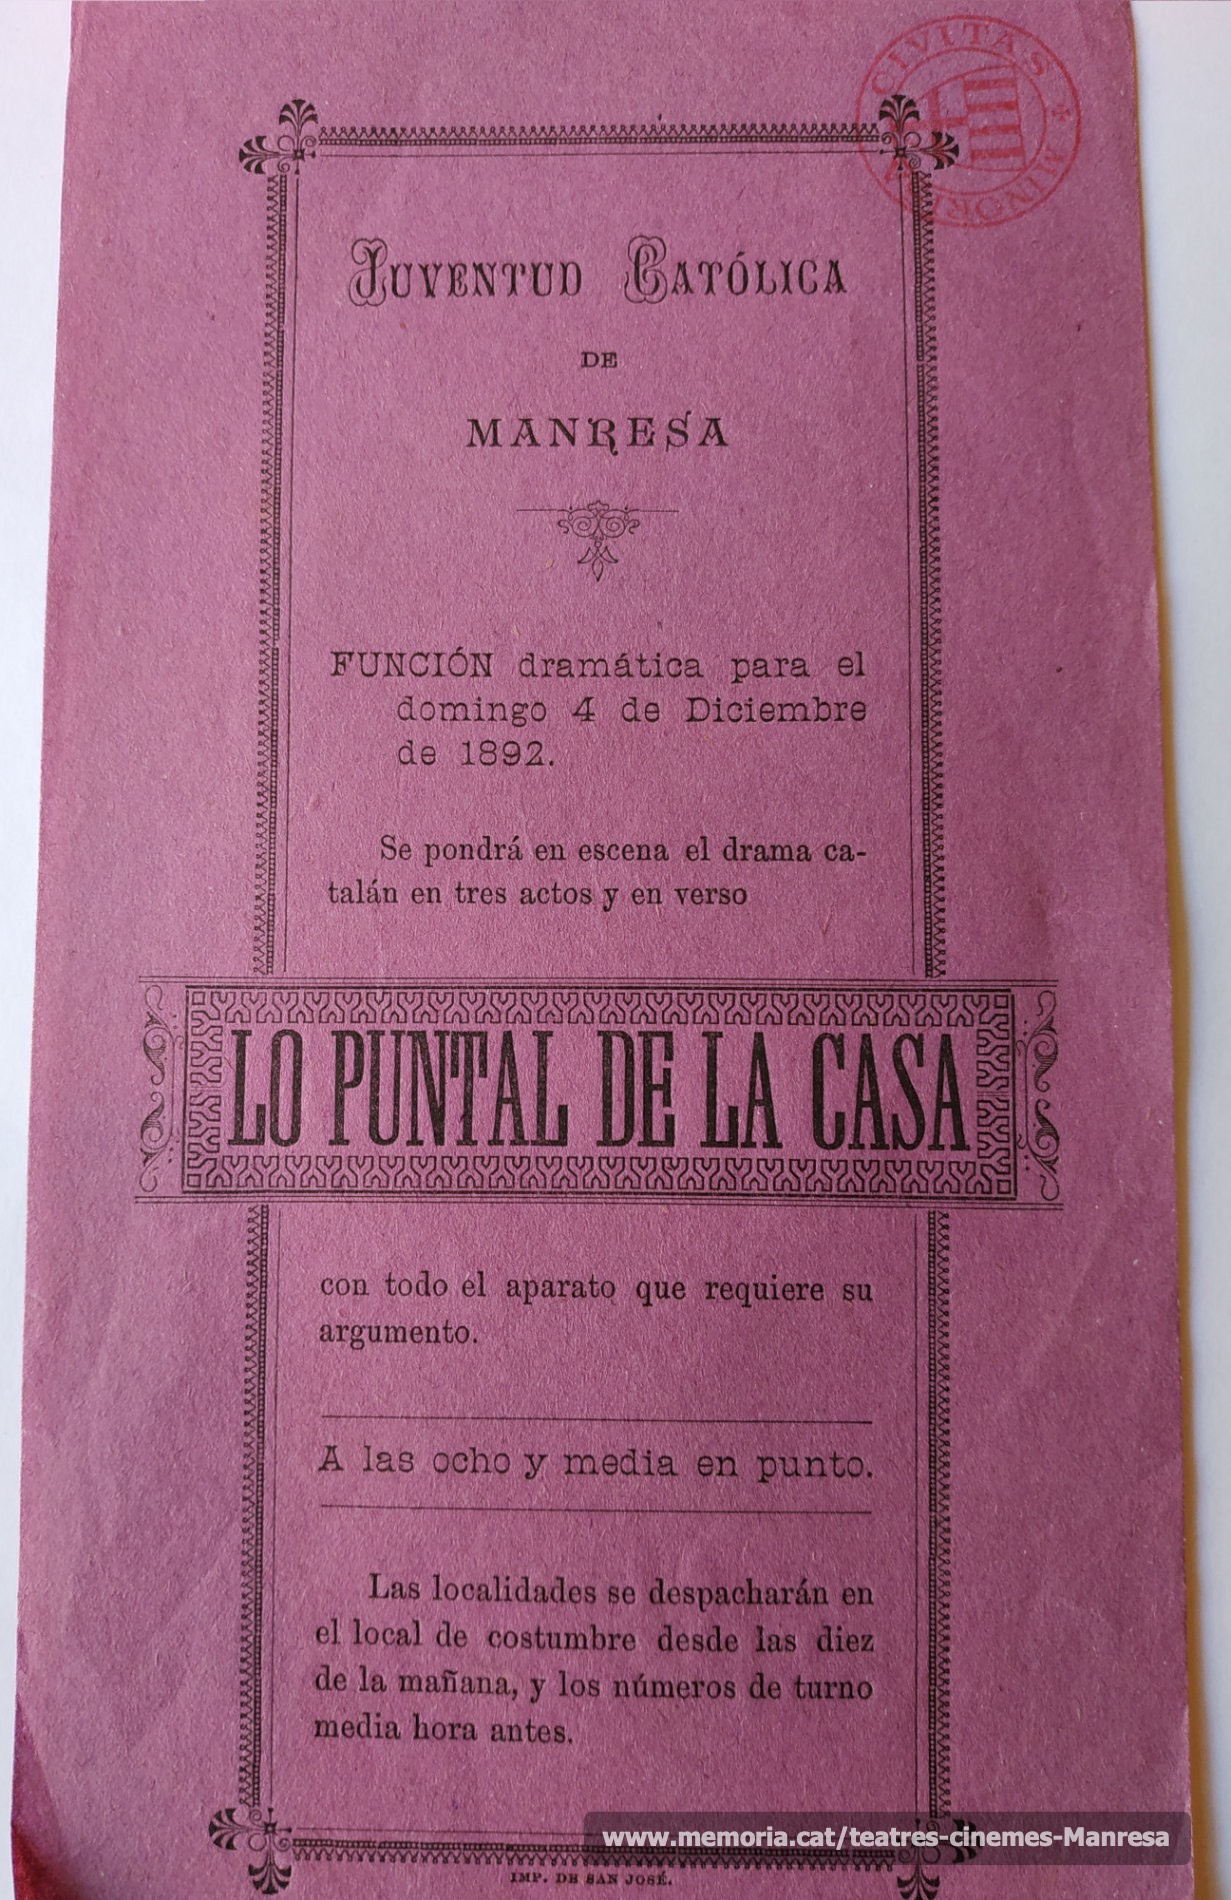 CIVITAS * MINORISA
JUVENTUD CATÓLICA
DE
MANRESA
FUNCIÓN dramática para el
domingo 4 de Diciembre
de 1892.
Se pondrá en escena el drama ca-
talán en tres actos y en verso
LO PUNTAL DE LA CASA
con todo el aparato que requiere su
argumento.
A las ocho y media en punto.
Las localidades se despacharán en
el local de costumbre desde las diez
de la mañana, y los números de turno
media hora antes.
www.memoria.cat/teatres-cinemes-Manresa
IMP. DE SAN JOSÉ.